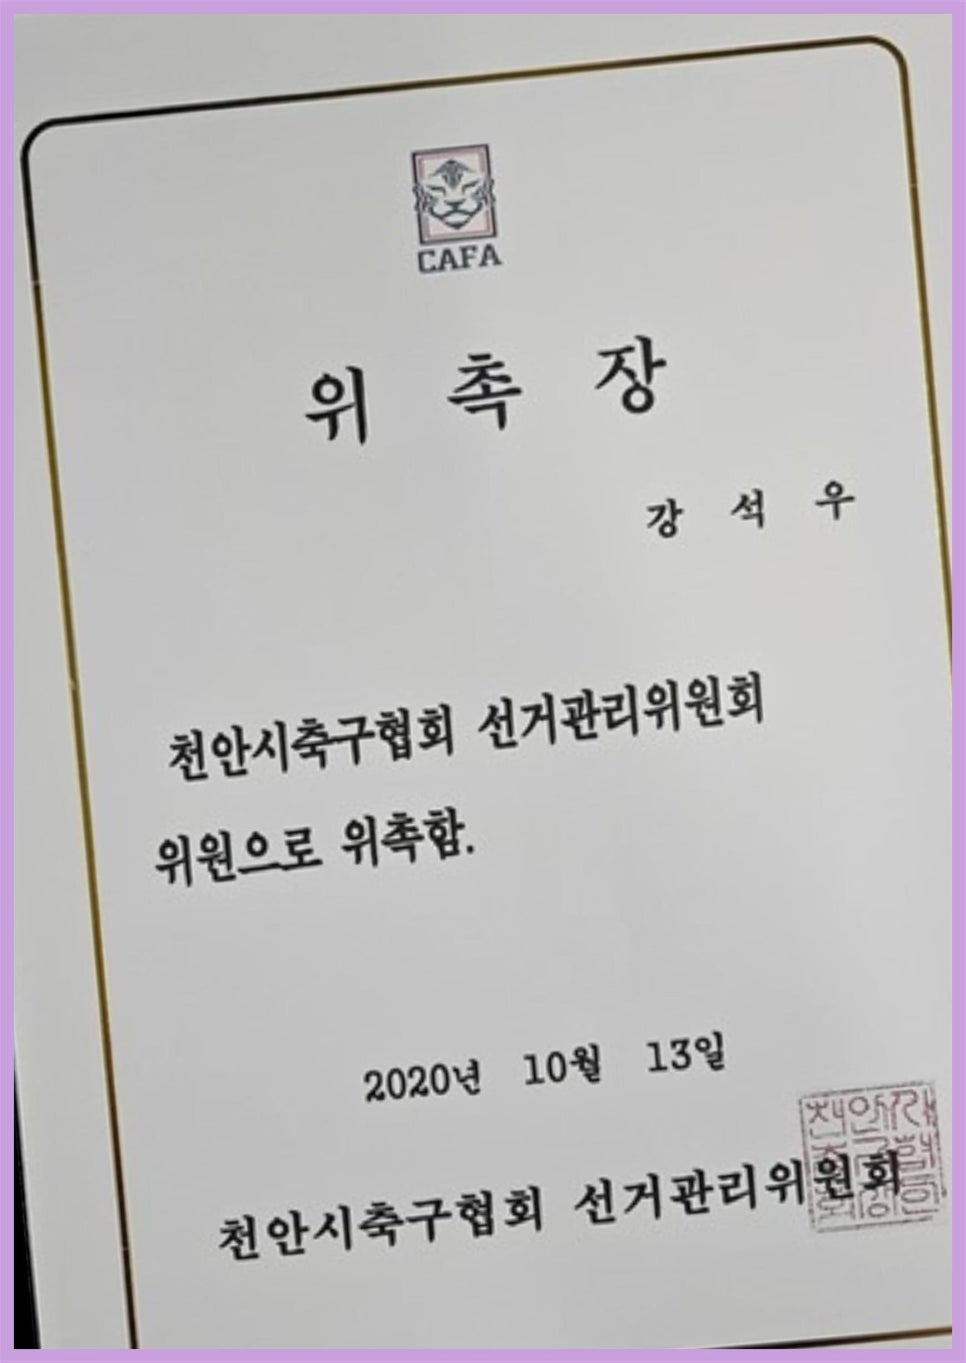 CAFA
위 촉 장
강 석 우
천안시축구협회 선거관리위원회
위원으로 위촉함.
2020년 10월 13일
천안시축구협회 선거관리위원회